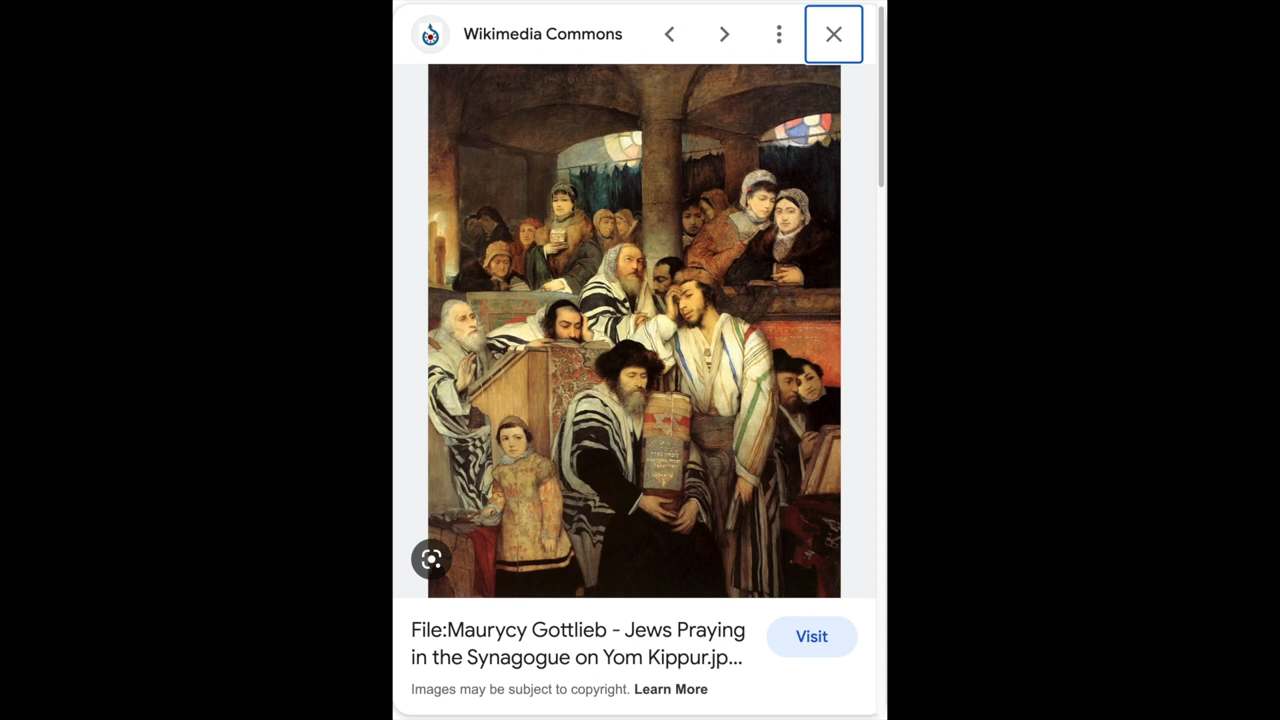 Wikimedia Commons
File:Maurycy Gottlieb - Jews Praying
in the Synagogue on Yom Kippur.jp...
Visit
Images may be subject to copyright. Learn More